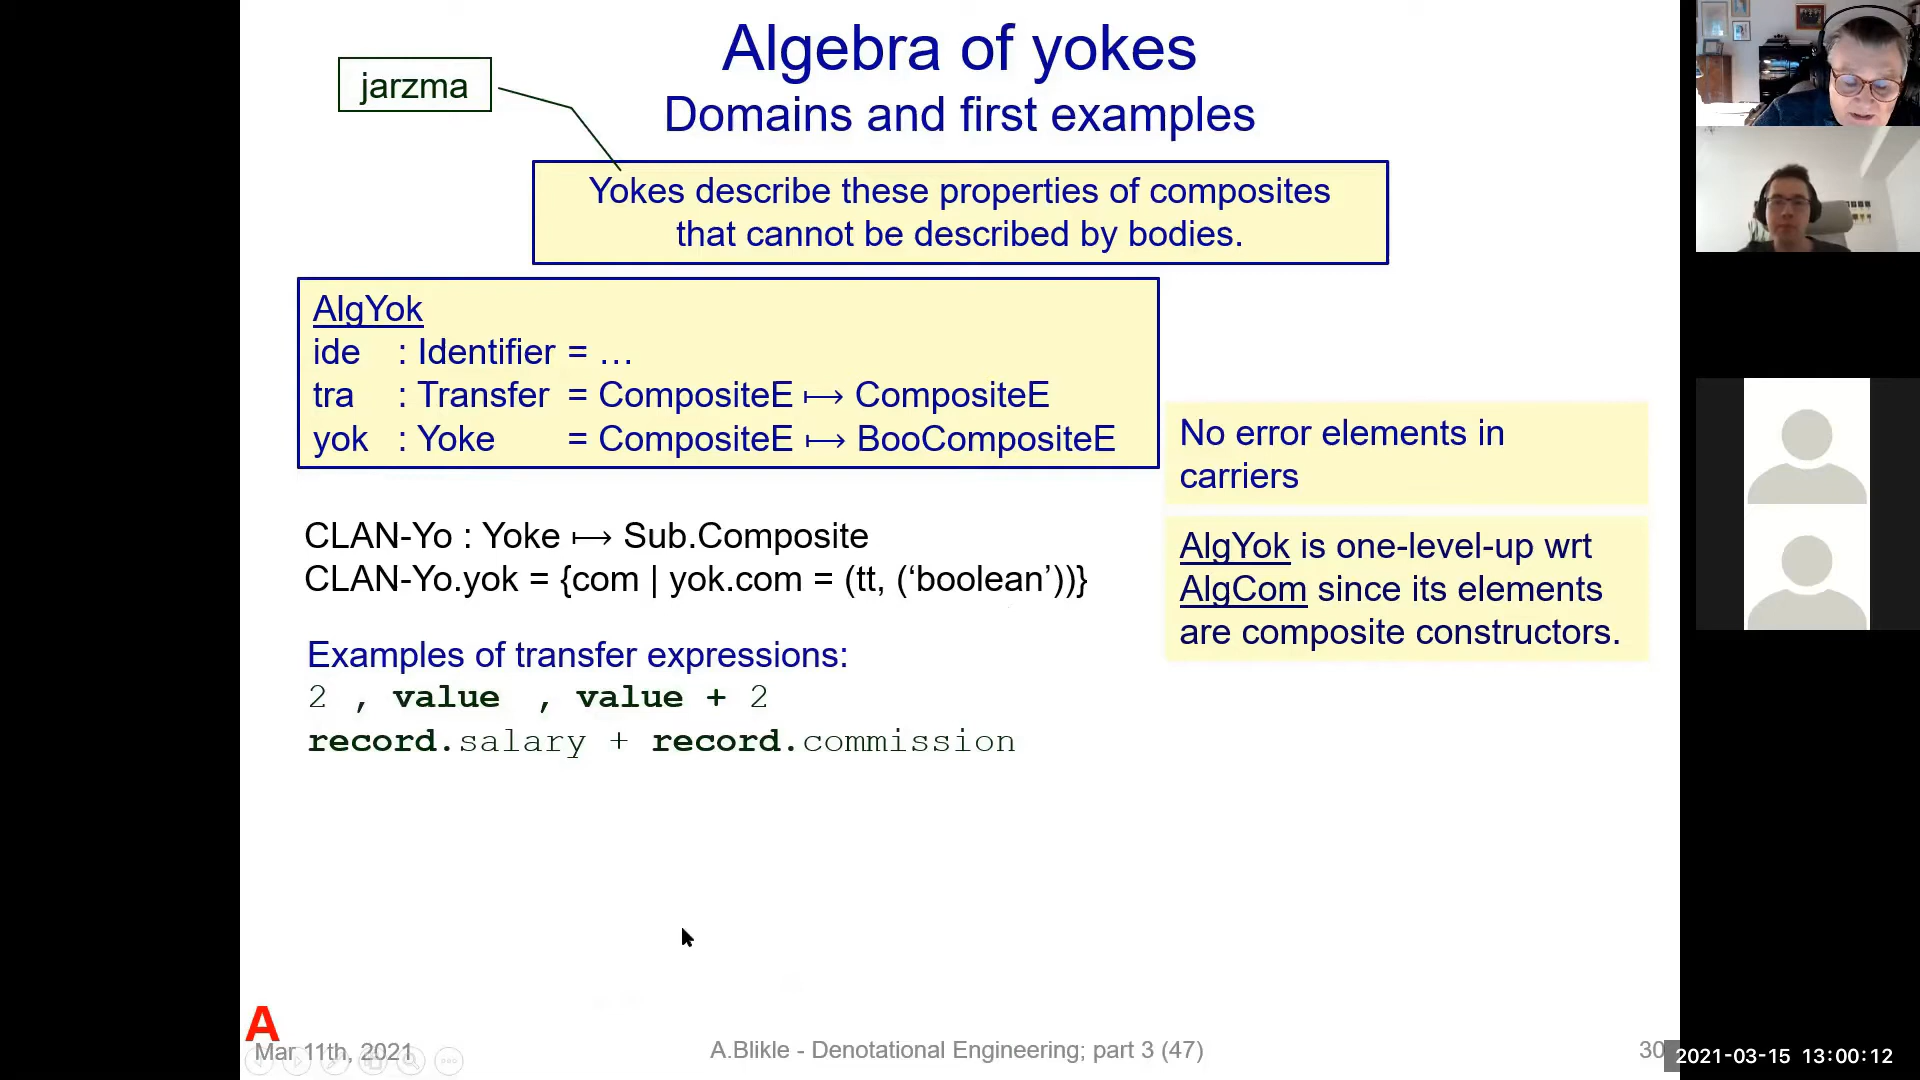 Algebra of yokes
Domains and first examples
jarzma
Yokes describe these properties of composites
that cannot be described by bodies.
AlgYok
ide : Identifier = …
tra : Transfer = CompositeE ↦ CompositeE
yok : Yoke = CompositeE ↦ BooCompositeE
No error elements in
carriers
CLAN-Yo : Yoke ↦ Sub.Composite
CLAN-Yo.yok = {com | yok.com = (tt, (‘boolean’))}
AlgYok is one-level-up wrt
AlgCom since its elements
are composite constructors.
Examples of transfer expressions:
2 , value , value + 2
record.salary + record.commission
A
Mar 11th, 2021
A.Blikle - Denotational Engineering; part 3 (47)
30
2021-03-15 13:00:12